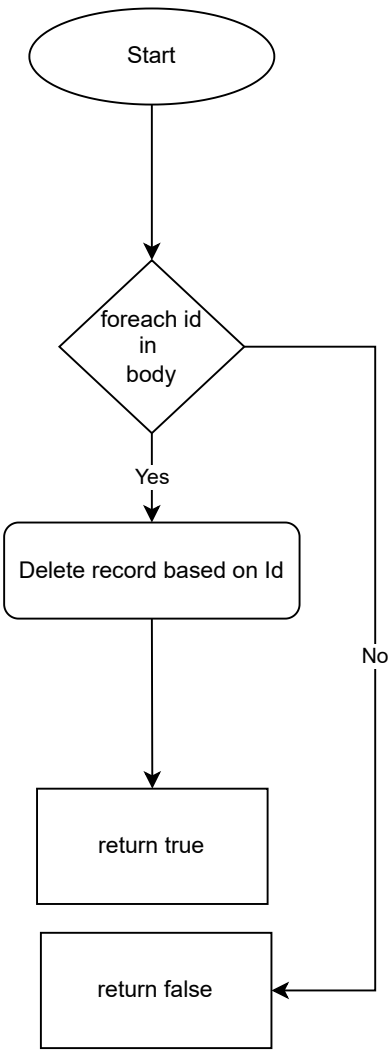 Start
foreach id
in
body
Yes
Delete record based on Id
No
return true
return false